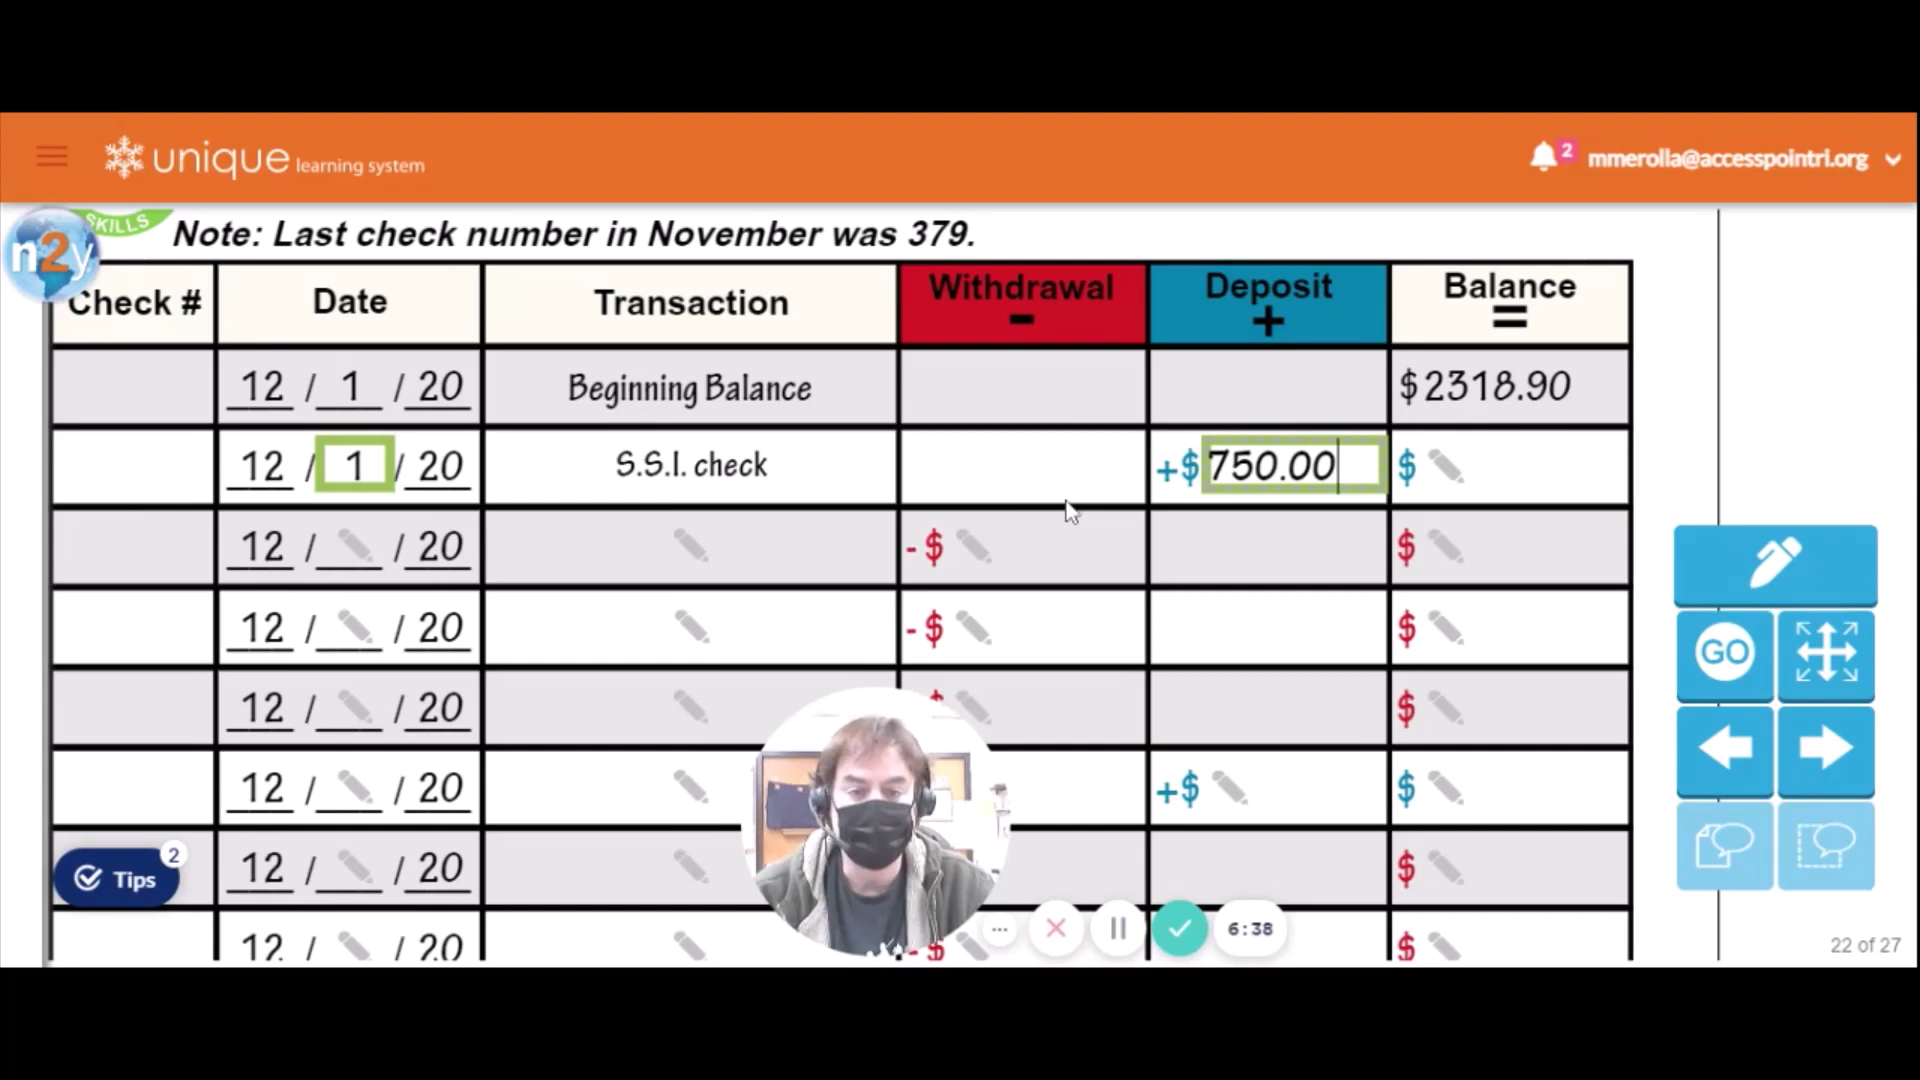 unique learning system
2
mmerolla@accesspointri.org
n2y
SKILLS
Note: Last check number in November was 379.
Check # Date Transaction Withdrawal - Deposit + Balance =
12 / 1 / 20 Beginning Balance $2318.90
12 / 1 / 20 S.S.I. check +$ 750.00 $
12 / / 20 - $ $
12 / / 20 - $ $
GO
12 / / 20 $ $
12 / / 20 +$ $
12 / / 20 $
Tips 2
12 / / 20 - $ $
6:38
22 of 27